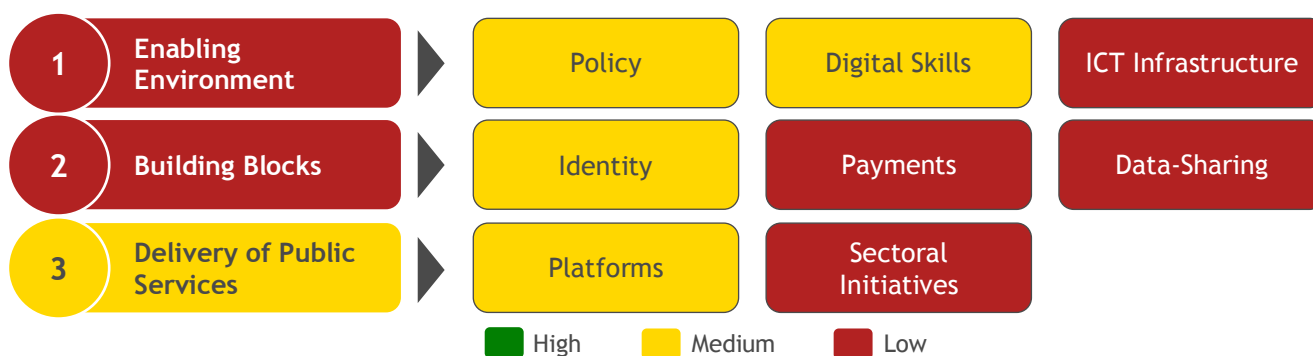 1
Enabling
Environment
Policy
Digital Skills
ICT Infrastructure
2
Building Blocks
Identity
Payments
Data-Sharing
3
Delivery of Public
Services
Platforms
Sectoral
Initiatives
High
Medium
Low